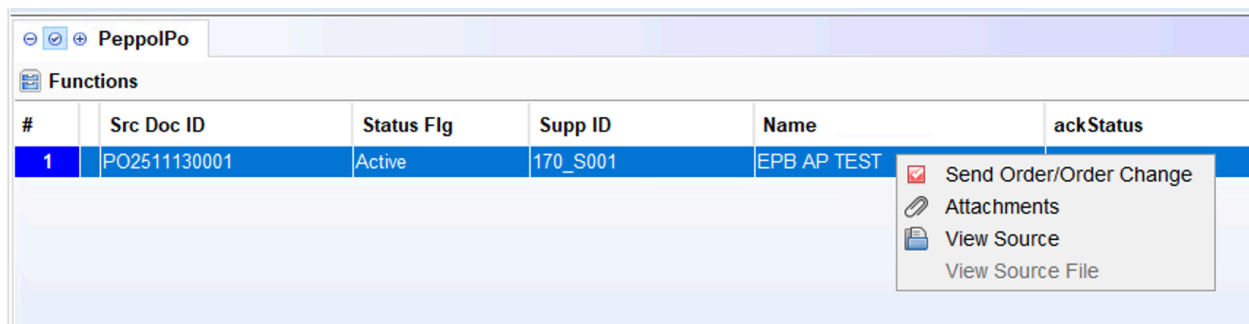 PeppolPo
Functions
# Src Doc ID Status Flg Supp ID Name ackStatus
1 PO2511130001 Active 170_S001 EPB AP TEST
Send Order/Order Change
Attachments
View Source
View Source File